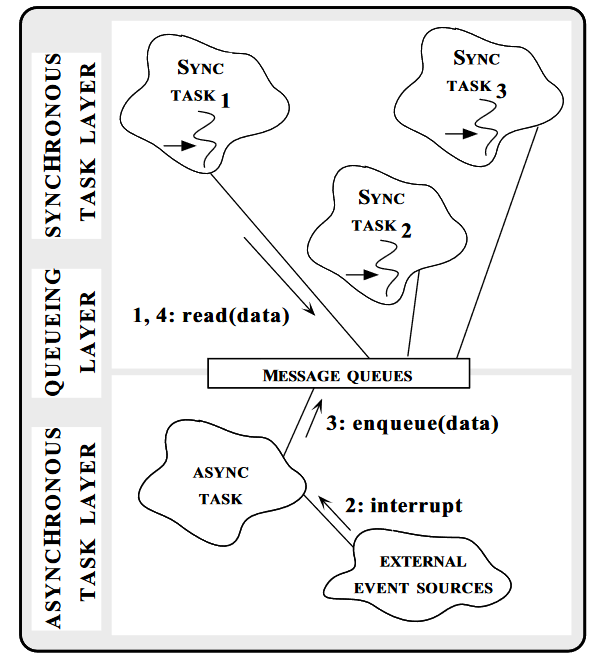 SYNCHRONOUS
TASK LAYER
SYNC
TASK 1
SYNC
TASK 3
SYNC
TASK 2
QUEUEING
LAYER
1, 4: read(data)
MESSAGE QUEUES
3: enqueue(data)
ASYNCHRONOUS
TASK LAYER
ASYNC
TASK
2: interrupt
EXTERNAL
EVENT SOURCES